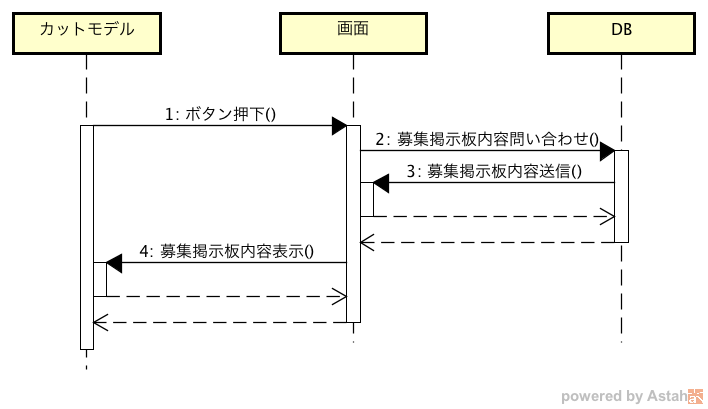 カットモデル
画面
DB
1: ボタン押下()
2: 募集掲示板内容問い合わせ()
3: 募集掲示板内容送信()
4: 募集掲示板内容表示()
powered by Astah